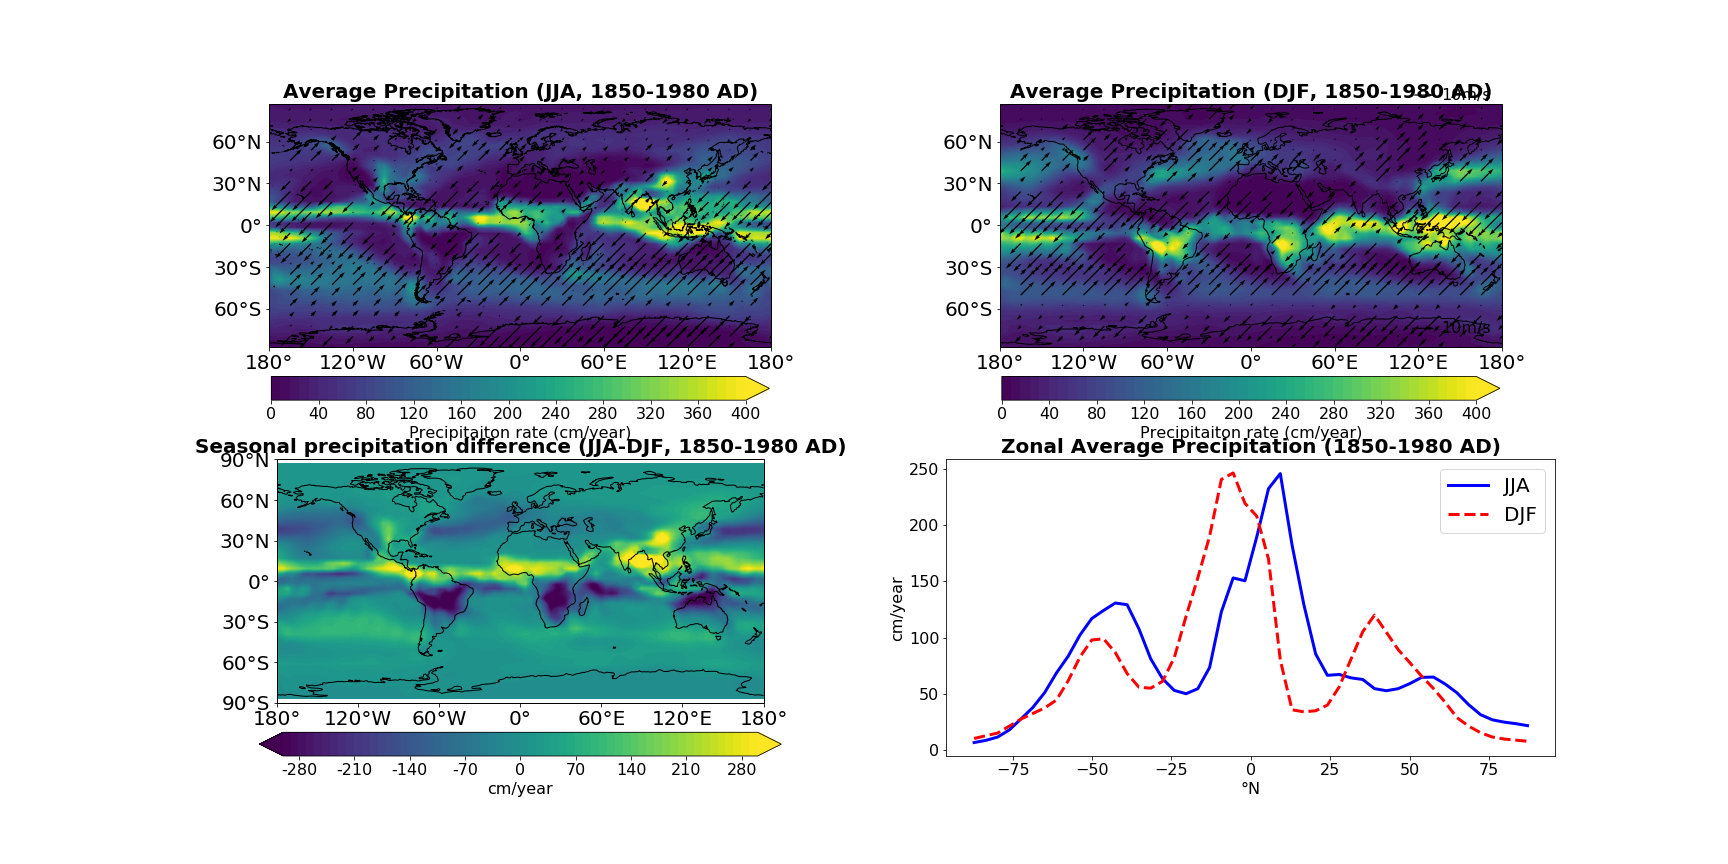 Average Precipitation (JJA, 1850-1980 AD)
60°N
30°N
0°
30°S
60°S
180° 120°W 60°W 0° 60°E 120°E 180°
0 40 80 120 160 200 240 280 320 360 400
Precipitaiton rate (cm/year)
Average Precipitation (DJF, 1850-1980 AD)
10m/s
60°N
30°N
0°
30°S
60°S
10m/s
180° 120°W 60°W 0° 60°E 120°E 180°
0 40 80 120 160 200 240 280 320 360 400
Precipitaiton rate (cm/year)
Seasonal precipitation difference (JJA-DJF, 1850-1980 AD)
90°N
60°N
30°N
0°
30°S
60°S
90°S
180° 120°W 60°W 0° 60°E 120°E 180°
-280 -210 -140 -70 0 70 140 210 280
cm/year
Zonal Average Precipitation (1850-1980 AD)
250
200
150
100
50
0
cm/year
JJA
DJF
−75 −50 −25 0 25 50 75
°N